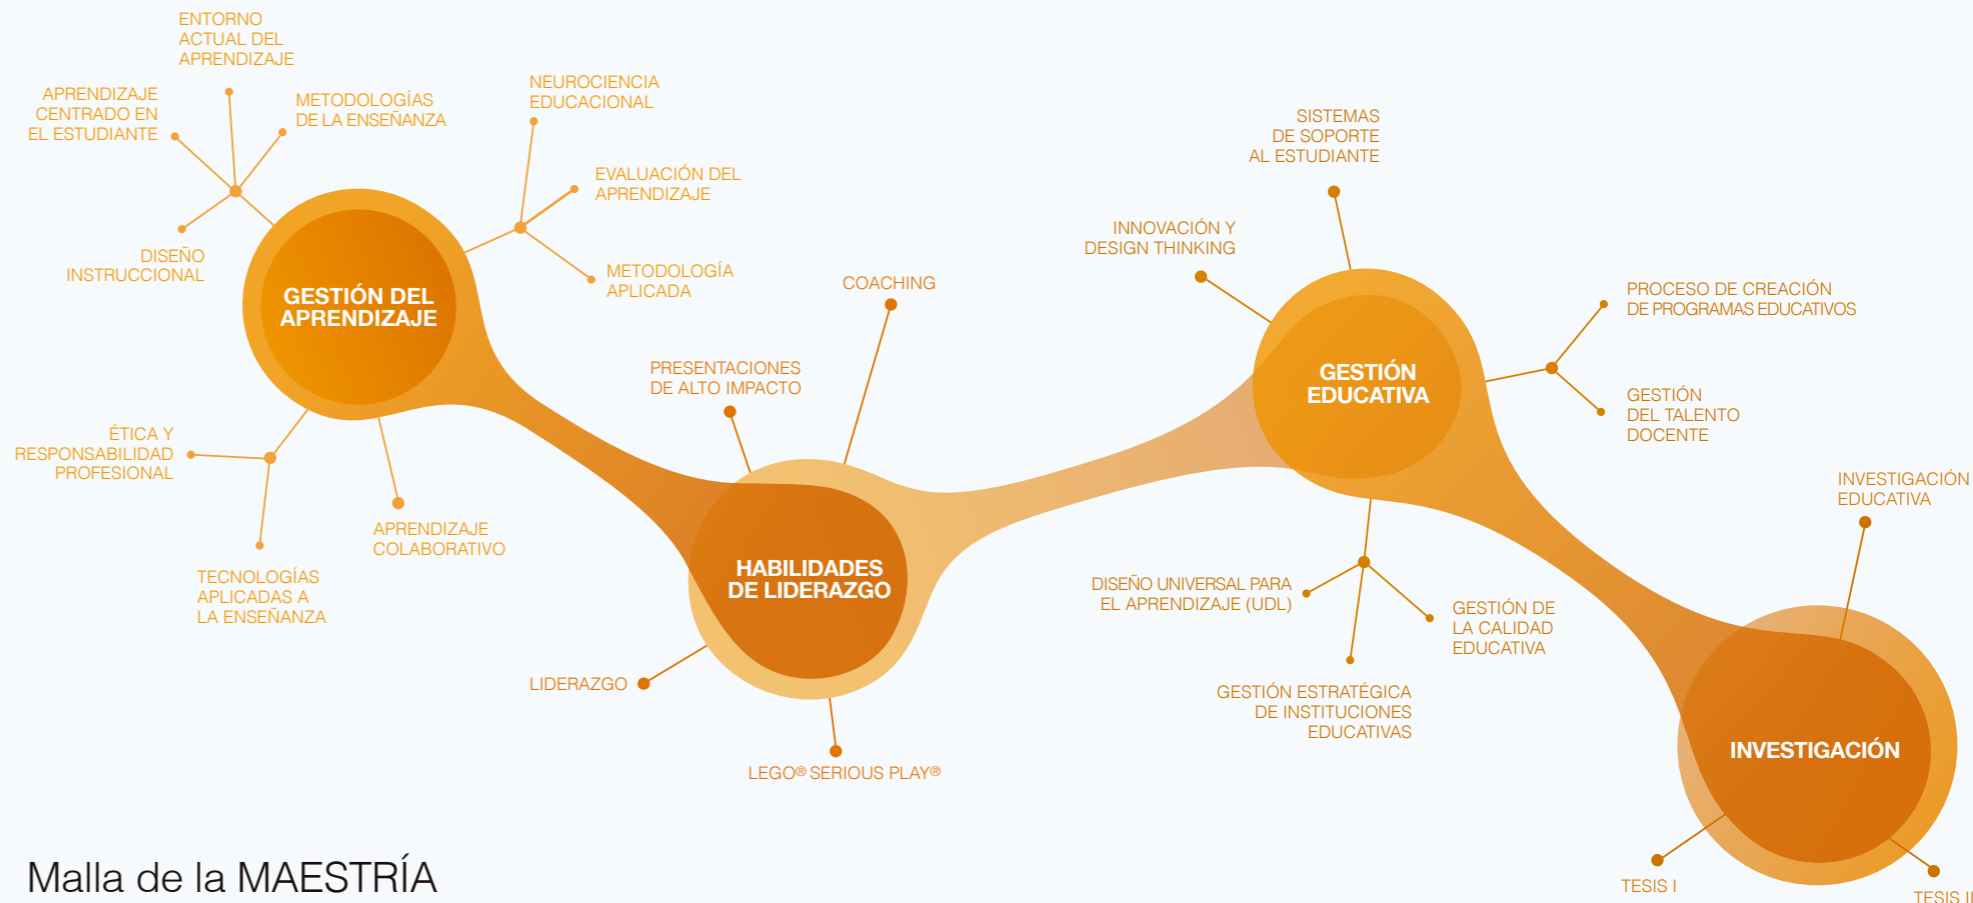 ENTORNO
ACTUAL DEL
APRENDIZAJE
APRENDIZAJE
CENTRADO EN
EL ESTUDIANTE
METODOLOGÍAS
DE LA ENSEÑANZA
DISEÑO
INSTRUCCIONAL
NEUROCIENCIA
EDUCACIONAL
EVALUACIÓN DEL
APRENDIZAJE
METODOLOGÍA
APLICADA
GESTIÓN DEL
APRENDIZAJE
ÉTICA Y
RESPONSABILIDAD
PROFESIONAL
TECNOLOGÍAS
APLICADAS A
LA ENSEÑANZA
APRENDIZAJE
COLABORATIVO
COACHING
PRESENTACIONES
DE ALTO IMPACTO
HABILIDADES
DE LIDERAZGO
LIDERAZGO
LEGO® SERIOUS PLAY®
SISTEMAS
DE SOPORTE
AL ESTUDIANTE
INNOVACIÓN Y
DESIGN THINKING
GESTIÓN
EDUCATIVA
PROCESO DE CREACIÓN
DE PROGRAMAS EDUCATIVOS
GESTIÓN
DEL TALENTO
DOCENTE
DISEÑO UNIVERSAL PARA
EL APRENDIZAJE (UDL)
GESTIÓN DE
LA CALIDAD
EDUCATIVA
GESTIÓN ESTRATÉGICA
DE INSTITUCIONES
EDUCATIVAS
INVESTIGACIÓN
EDUCATIVA
INVESTIGACIÓN
TESIS I
TESIS II
Malla de la MAESTRÍA